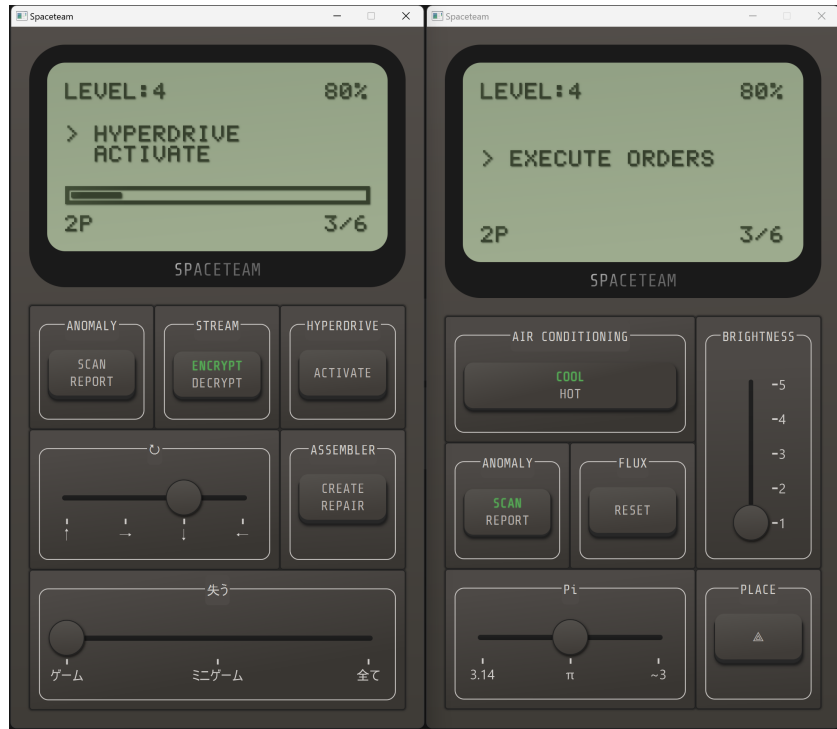 Spaceteam
LEVEL:4 80%
> HYPERDRIVE
ACTIVATE
2P 3/6
SPACETEAM
ANOMALY
SCAN
REPORT
STREAM
ENCRYPT
DECRYPT
HYPERDRIVE
ACTIVATE
↻
↑ → ↓ ←
ASSEMBLER
CREATE
REPAIR
失う
ゲーム ミニゲーム 全て
Spaceteam
LEVEL:4 80%
> EXECUTE ORDERS
2P 3/6
SPACETEAM
AIR CONDITIONING
COOL
HOT
BRIGHTNESS
5
4
3
2
1
ANOMALY
SCAN
REPORT
FLUX
RESET
Pi
3.14 π ~3
PLACE